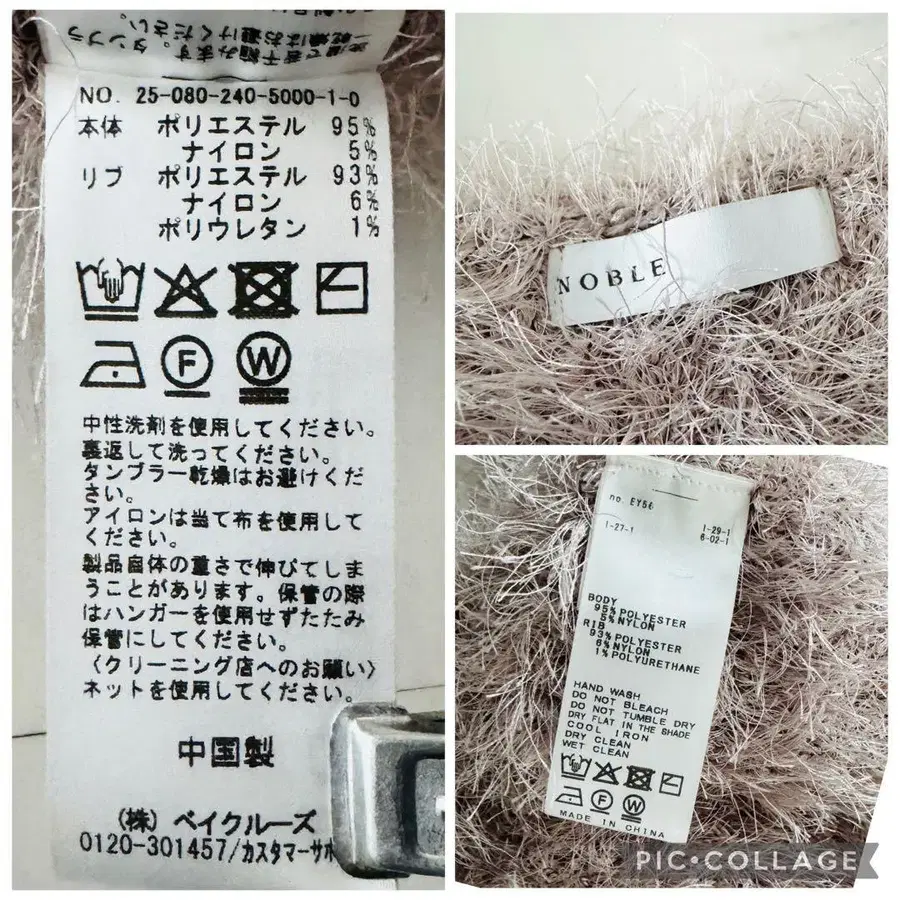 NO. 25-080-240-5000-1-0
本体 ポリエステル 95%
ナイロン 5%
リブ ポリエステル 93%
ナイロン 6%
ポリウレタン 1%
F
W
中性洗剤を使用してください。
裏返して洗ってください。
タンブラー乾燥はお避けくだ
さい。
アイロンは当て布を使用して
ください。
製品自体の重さで伸びてしま
うことがあります。保管の際
はハンガーを使用せずたたみ
保管にしてください。
〈クリーニング店へのお願い〉
ネットを使用してください。
中国製
(株) ベイクルーズ
0120-301457/カスタマーサポ
NOBLE
no. EY56
1-27-1 1-29-1
6-02-1
BODY
95% POLYESTER
5% NYLON
RIB
93% POLYESTER
6% NYLON
1% POLYURETHANE
HAND WASH
DO NOT BLEACH
DO NOT TUMBLE DRY
DRY FLAT IN THE SHADE
COOL IRON
DRY CLEAN
WET CLEAN
F
W
MADE IN CHINA
PIC•COLLAGE